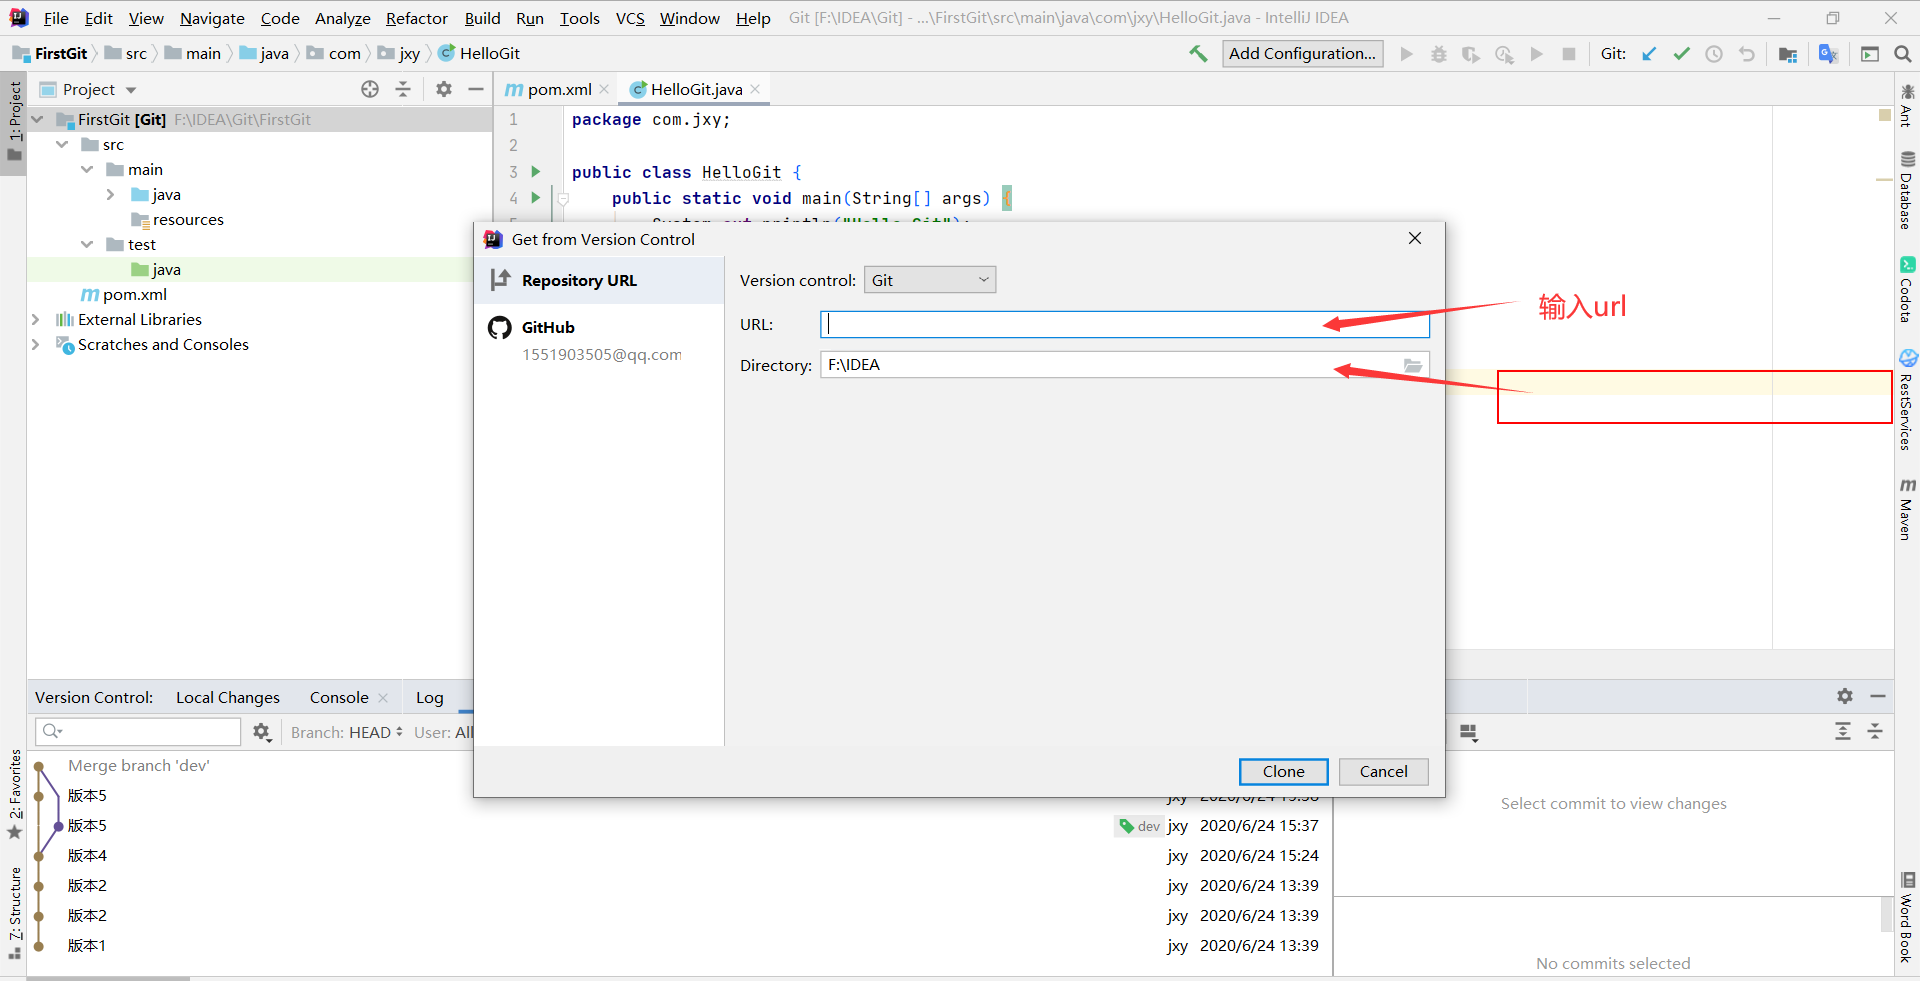 File Edit View Navigate Code Analyze Refactor Build Run Tools VCS Window Help Git [F:\IDEA\Git] - ...\FirstGit\src\main\java\com\jxy\HelloGit.java - IntelliJ IDEA
FirstGit src main java com jxy HelloGit Add Configuration... Git:
Project
pom.xml HelloGit.java
1: Project
FirstGit [Git] F:\IDEA\Git\FirstGit
src
main
java
resources
test
java
pom.xml
External Libraries
Scratches and Consoles
1 package com.jxy;
2
3 public class HelloGit {
4 public static void main(String[] args) {
Get from Version Control
Repository URL
GitHub
1551903505@qq.com
Version control: Git
URL:
Directory: F:\IDEA
Clone Cancel
输入url
Ant
Database
Codota
RestServices
Maven
Word Book
Version Control: Local Changes Console Log
Branch: HEAD User: All
2: Favorites
7: Structure
Merge branch 'dev'
版本5
版本5 dev jxy 2020/6/24 15:37
版本4 jxy 2020/6/24 15:24
版本2 jxy 2020/6/24 13:39
版本2 jxy 2020/6/24 13:39
版本1 jxy 2020/6/24 13:39
Select commit to view changes
No commits selected